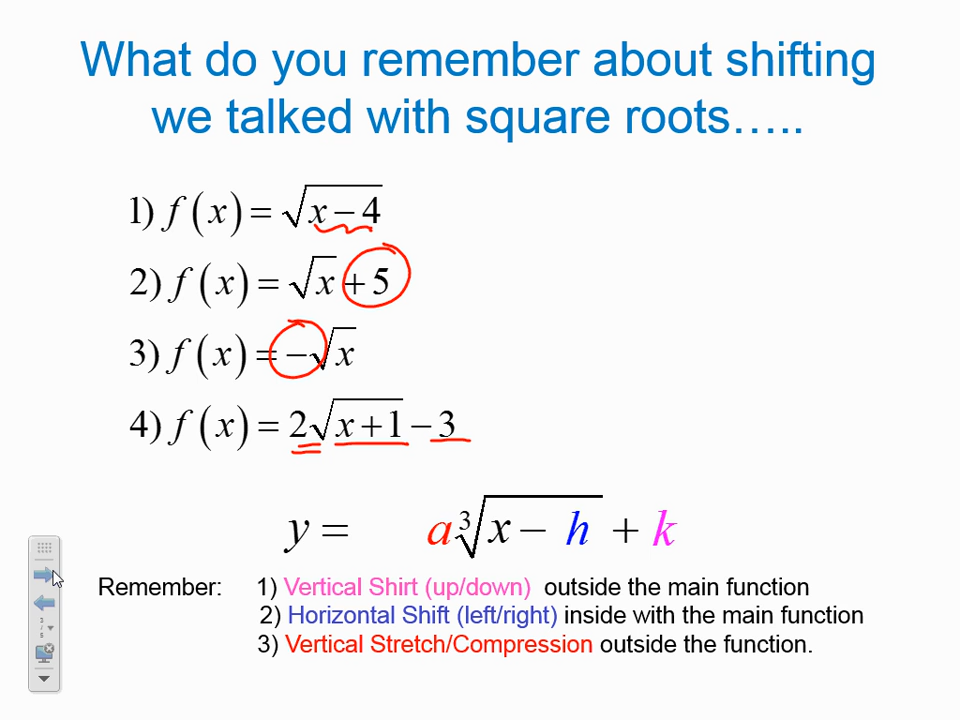 What do you remember about shifting
we talked with square roots…..
1) f(x) = √(x − 4)
2) f(x) = √x + 5
3) f(x) = −√x
4) f(x) = 2√(x + 1) − 3
y = a∛(x − h) + k
Remember: 1) Vertical Shirt (up/down) outside the main function
2) Horizontal Shift (left/right) inside with the main function
3) Vertical Stretch/Compression outside the function.